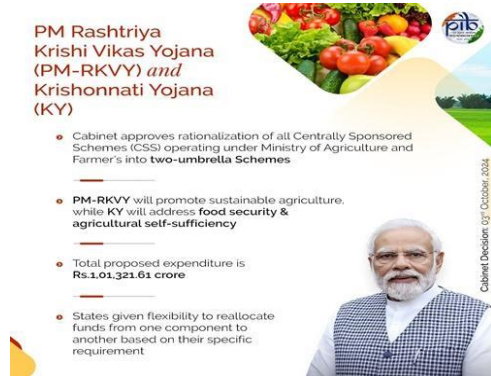 PM Rashtriya
Krishi Vikas Yojana
(PM-RKVY) and
Krishonnati Yojana
(KY)
pib
Cabinet approves rationalization of all Centrally Sponsored
Schemes (CSS) operating under Ministry of Agriculture and
Farmer's into two-umbrella Schemes
PM-RKVY will promote sustainable agriculture,
while KY will address food security &
agricultural self-sufficiency
Total proposed expenditure is
Rs.1,01,321.61 crore
States given flexibility to reallocate
funds from one component to
another based on their specific
requirement
Cabinet Decision: 03rd October, 2024